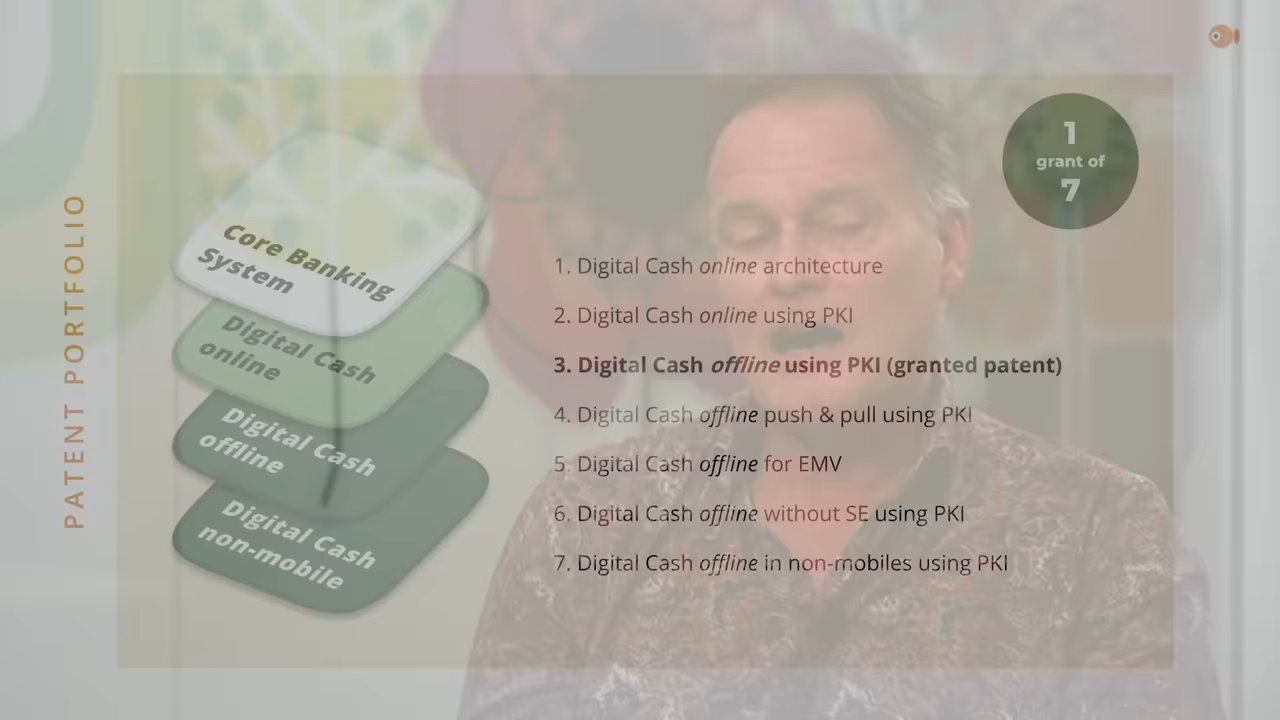 PATENT PORTFOLIO
Core Banking
System
Digital Cash
online
Digital Cash
offline
Digital Cash
non-mobile
1
grant of
7
1. Digital Cash online architecture
2. Digital Cash online using PKI
3. Digital Cash offline using PKI (granted patent)
4. Digital Cash offline push & pull using PKI
5. Digital Cash offline for EMV
6. Digital Cash offline without SE using PKI
7. Digital Cash offline in non-mobiles using PKI